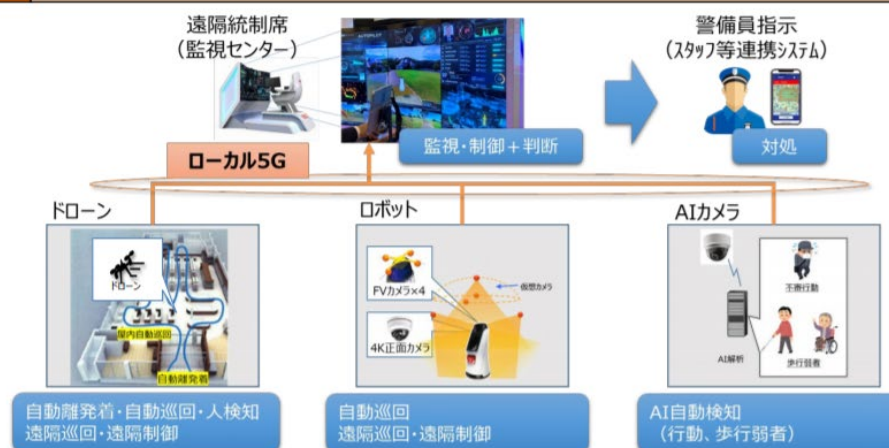 遠隔統制席
（監視センター）
警備員指示
（スタッフ等連携システム）
監視・制御＋判断
対処
ローカル5G
ドローン
ロボット
AIカメラ
ドローン
屋内自動巡回
自動離発着
FVカメラ×4
仮想カメラ
4K正面カメラ
不審行動
AI解析
歩行弱者
自動離発着・自動巡回・人検知
遠隔巡回・遠隔制御
自動巡回
遠隔巡回・遠隔制御
AI自動検知
（行動、歩行弱者）